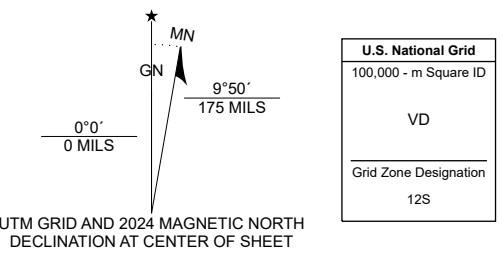 MN
GN
9°50´
175 MILS
0°0´
0 MILS
UTM GRID AND 2024 MAGNETIC NORTH
DECLINATION AT CENTER OF SHEET
U.S. National Grid
100,000 - m Square ID
VD
Grid Zone Designation
12S